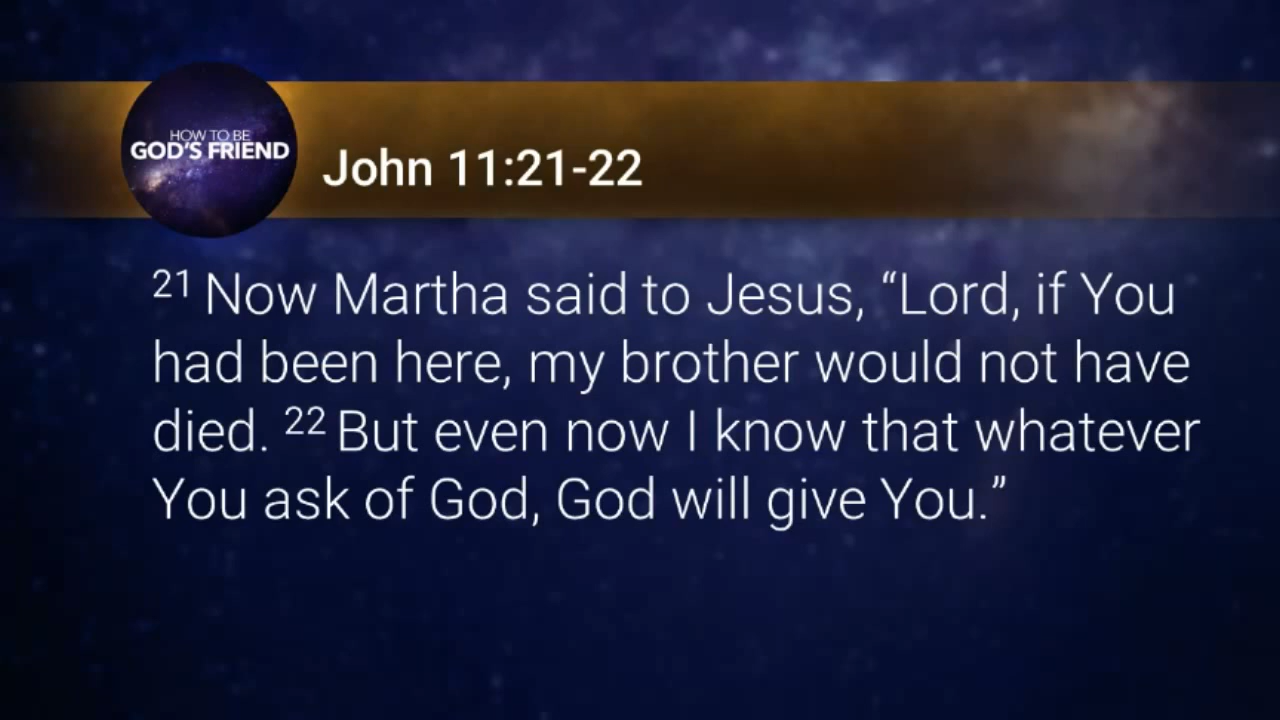 HOW TO BE
GOD'S FRIEND
John 11:21-22
21 Now Martha said to Jesus, “Lord, if You
had been here, my brother would not have
died. 22 But even now I know that whatever
You ask of God, God will give You.”